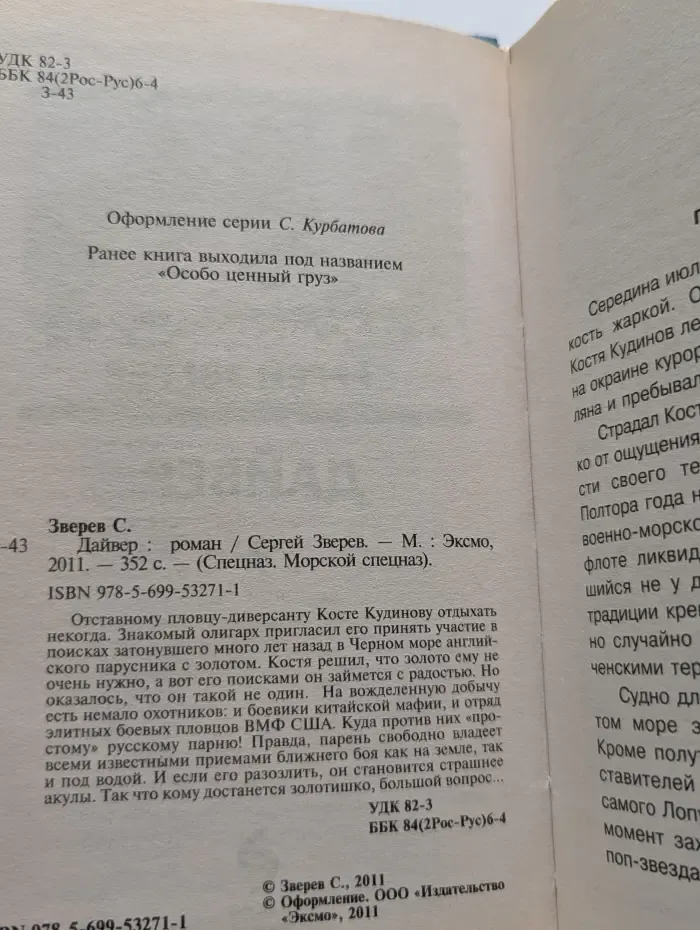 УДК 82-3
ББК 84(2Рос-Рус)6-4
З-43
Оформление серии С. Курбатова
Ранее книга выходила под названием
«Особо ценный груз»
Зверев С.
-43 Дайвер : роман / Сергей Зверев. — М. : Эксмо,
2011. — 352 с. — (Спецназ. Морской спецназ).
ISBN 978-5-699-53271-1
Отставному пловцу-диверсанту Косте Кудинову отдыхать
некогда. Знакомый олигарх пригласил его принять участие в
поисках затонувшего много лет назад в Черном море англий-
ского парусника с золотом. Костя решил, что золото ему не
очень нужно, а вот его поисками он займется с радостью. Но
оказалось, что он такой не один. На вожделенную добычу
есть немало охотников: и боевики китайской мафии, и отряд
элитных боевых пловцов ВМФ США. Куда против них «про-
стому» русскому парню! Правда, парень свободно владеет
всеми известными приемами ближнего боя как на земле, так
и под водой. И если его разозлить, он становится страшнее
акулы. Так что кому достанется золотишко, большой вопрос...
УДК 82-3
ББК 84(2Рос-Рус)6-4
© Зверев С., 2011
© Оформление. ООО «Издательство
«Эксмо», 2011
BN 978-5-699-53271-1
Середина июл
кость жаркой. О
Костя Кудинов ле
на окраине курор
ляна и пребывал
Страдал Кост
ко от ощущения
сти своего те
Полтора года н
военно-морско
флоте ликвид
шийся не у д
традиции кре
но случайно
ченскими тер
Судно дл
том море з
Кроме полу
ставителей
самого Лоп
момент зах
поп-звезда